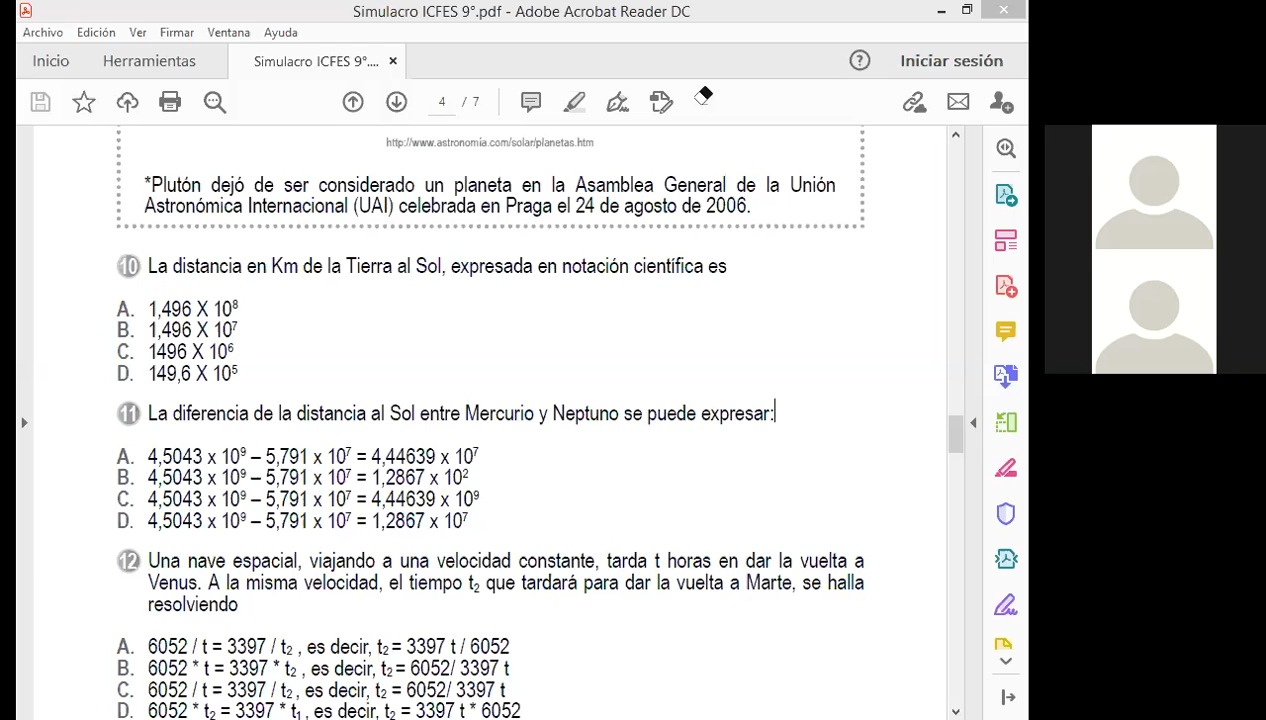 Simulacro ICFES 9°.pdf - Adobe Acrobat Reader DC
Archivo Edición Ver Firmar Ventana Ayuda
Inicio Herramientas Simulacro ICFES 9°.... × Iniciar sesión
4 / 7
http://www.astronomia.com/solar/planetas.htm
*Plutón dejó de ser considerado un planeta en la Asamblea General de la Unión
Astronómica Internacional (UAI) celebrada en Praga el 24 de agosto de 2006.
10 La distancia en Km de la Tierra al Sol, expresada en notación científica es
A. 1,496 X 10⁸
B. 1,496 X 10⁷
C. 1496 X 10⁶
D. 149,6 X 10⁵
11 La diferencia de la distancia al Sol entre Mercurio y Neptuno se puede expresar:
A. 4,5043 x 10⁹ – 5,791 x 10⁷ = 4,44639 x 10⁷
B. 4,5043 x 10⁹ – 5,791 x 10⁷ = 1,2867 x 10²
C. 4,5043 x 10⁹ – 5,791 x 10⁷ = 4,44639 x 10⁹
D. 4,5043 x 10⁹ – 5,791 x 10⁷ = 1,2867 x 10⁷
12 Una nave espacial, viajando a una velocidad constante, tarda t horas en dar la vuelta a
Venus. A la misma velocidad, el tiempo t₂ que tardará para dar la vuelta a Marte, se halla
resolviendo
A. 6052 / t = 3397 / t₂ , es decir, t₂ = 3397 t / 6052
B. 6052 * t = 3397 * t₂ , es decir, t₂ = 6052/ 3397 t
C. 6052 / t = 3397 / t₂ , es decir, t₂ = 6052/ 3397 t
D. 6052 * t₂ = 3397 * t₁ , es decir, t₂ = 3397 t * 6052